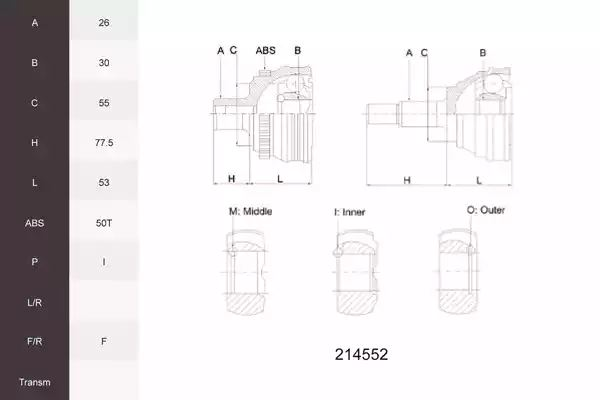 A 26
B 30
C 55
H 77.5
L 53
ABS 50T
P I
L/R
F/R F
Transm
A C ABS B
A C B
H L
H L
M: Middle
I: Inner
O: Outer
214552